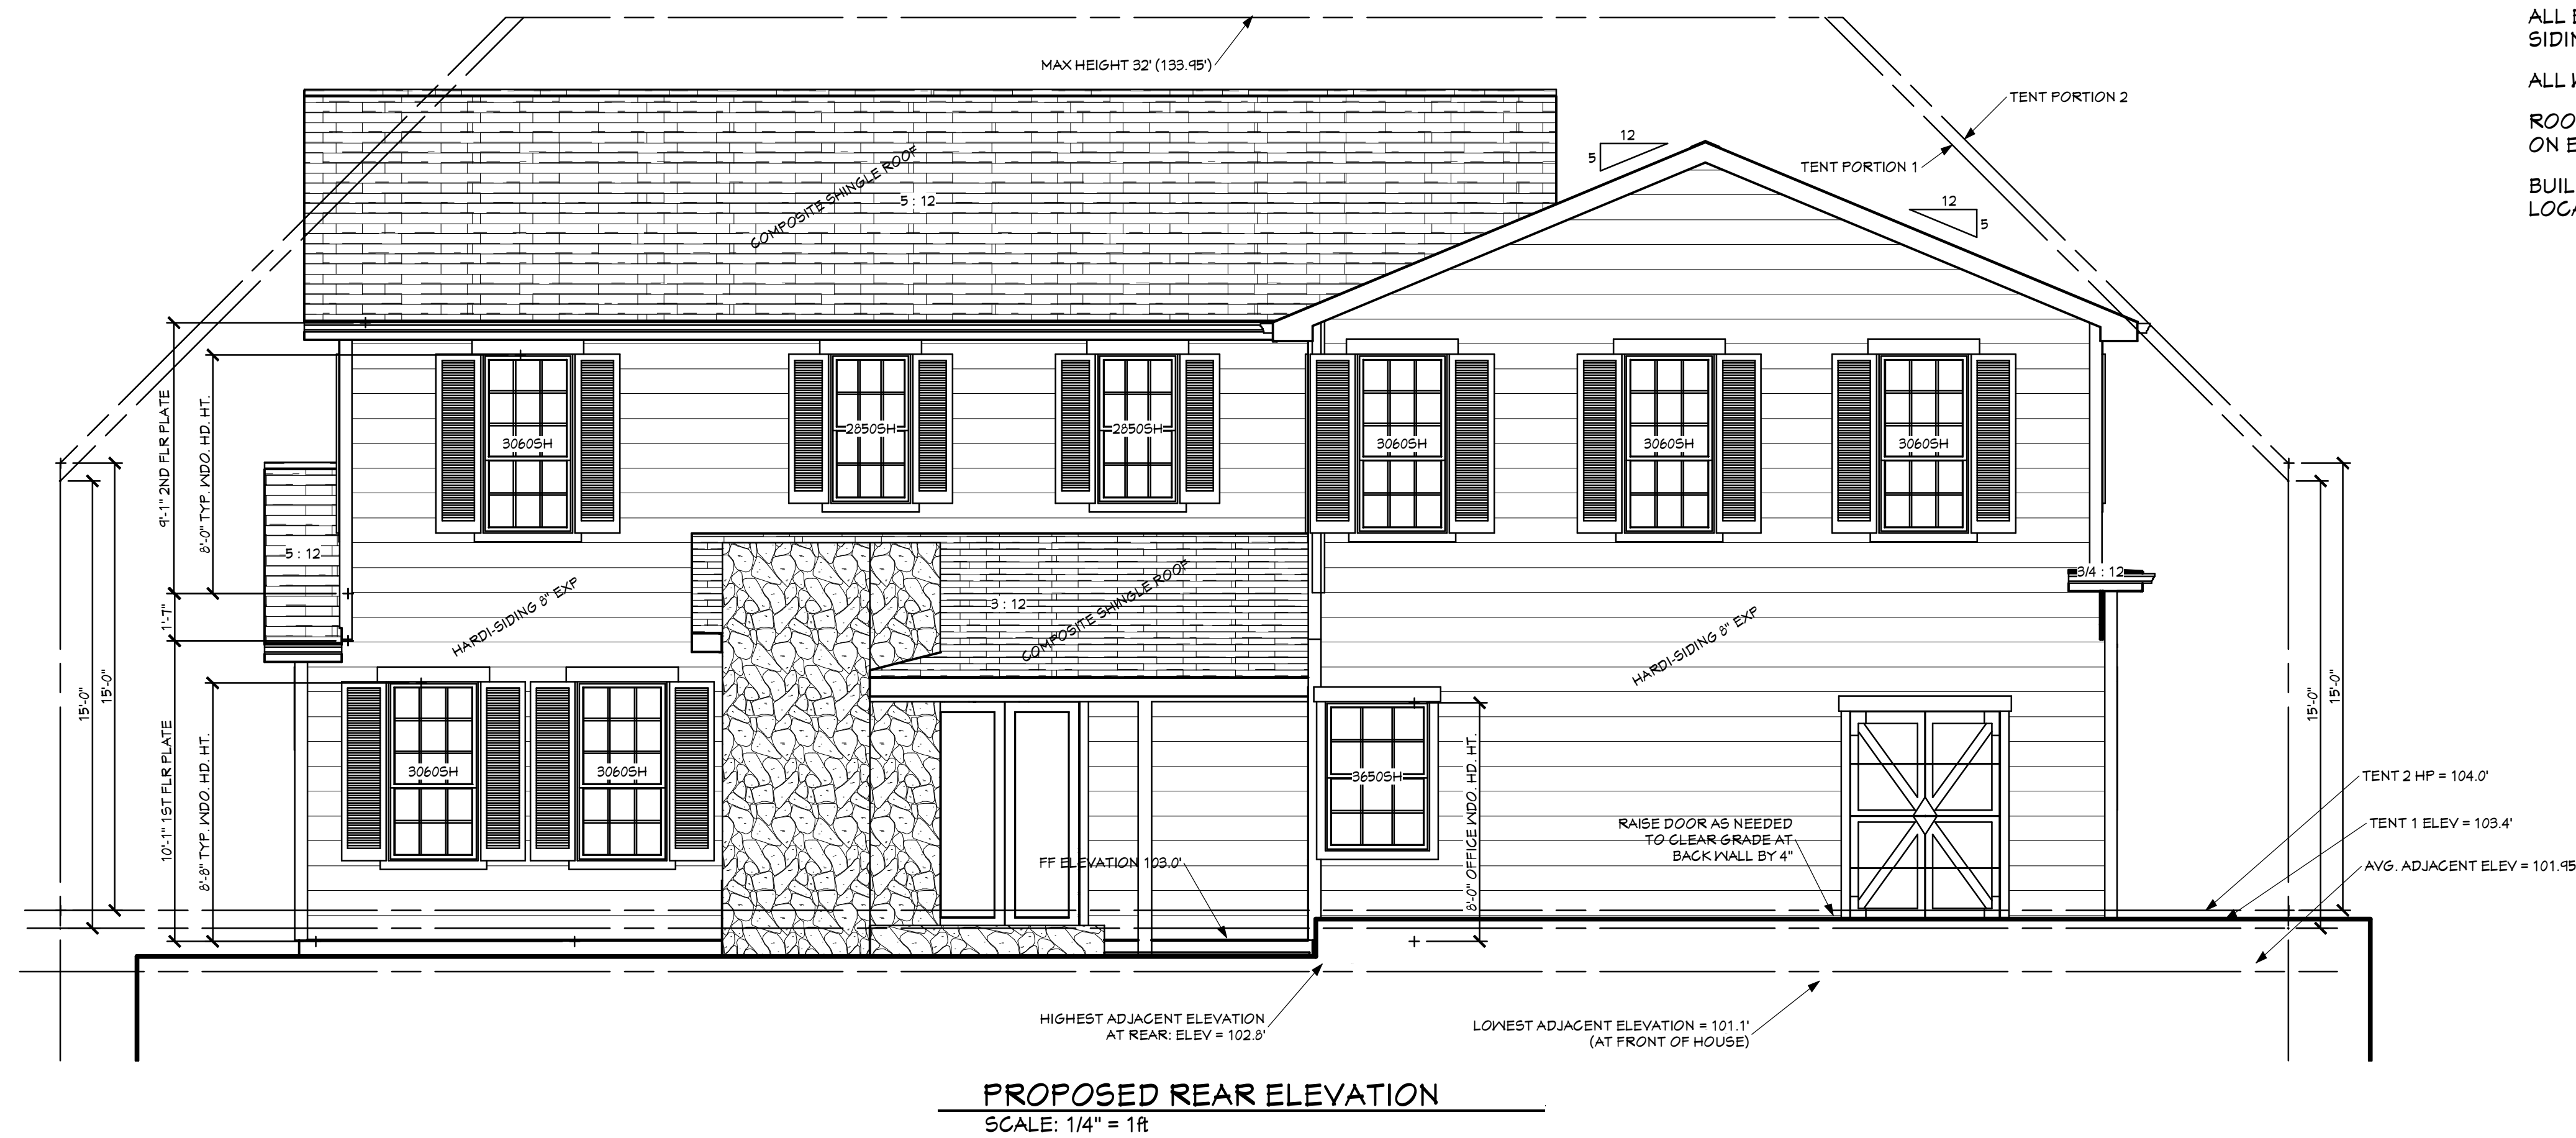 MAX HEIGHT 32' (133.95')
TENT PORTION 2
TENT PORTION 1
12
5
12
5
COMPOSITE SHINGLE ROOF
5 : 12
9'-1" 2ND FLR PLATE
8'-0" TYP. WDO. HD. HT.
3060SH
2850SH
2850SH
3060SH
3060SH
3060SH
5 : 12
1'-7"
HARDI-SIDING 8" EXP
3 : 12
COMPOSITE SHINGLE ROOF
HARDI-SIDING 8" EXP
3/4 : 12
15'-0"
15'-0"
10'-1" 1ST FLR PLATE
8'-8" TYP. WDO. HD. HT.
3060SH
3060SH
3650SH
8'-0" OFFICE WDO. HD. HT.
15'-0"
15'-0"
RAISE DOOR AS NEEDED
TO CLEAR GRADE AT
BACK WALL BY 4"
FF ELEVATION 103.0'
TENT 2 HP = 104.0'
TENT 1 ELEV = 103.4'
AVG. ADJACENT ELEV = 101.95
HIGHEST ADJACENT ELEVATION
AT REAR: ELEV = 102.8'
LOWEST ADJACENT ELEVATION = 101.1'
(AT FRONT OF HOUSE)
PROPOSED REAR ELEVATION
SCALE: 1/4" = 1ft
ALL
SIDIN
ALL
ROO
ON E
BUIL
LOCA